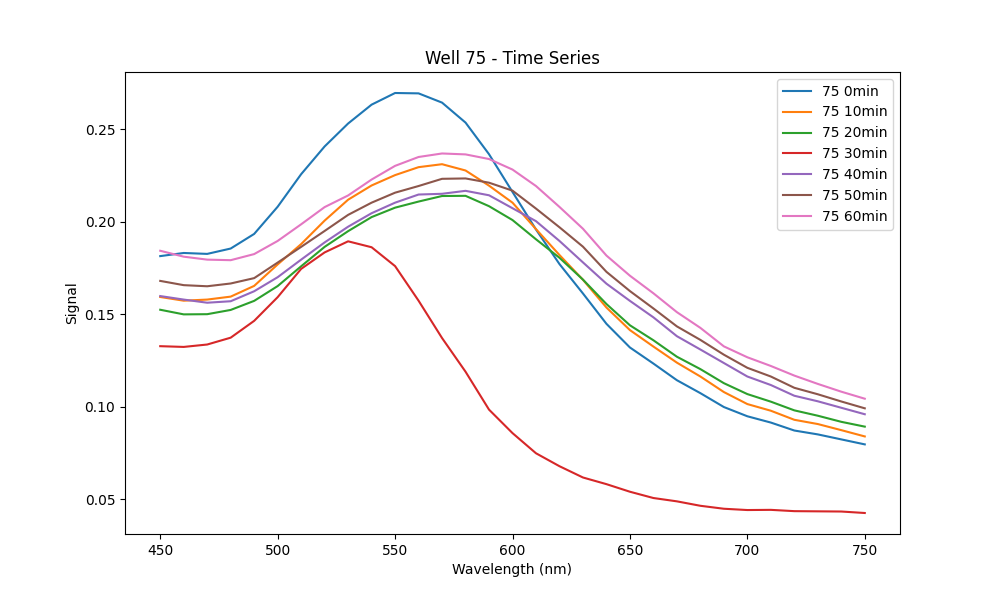 Well 75 - Time Series
75 0min
75 10min
75 20min
75 30min
75 40min
75 50min
75 60min
Signal
0.25
0.20
0.15
0.10
0.05
450 500 550 600 650 700 750
Wavelength (nm)